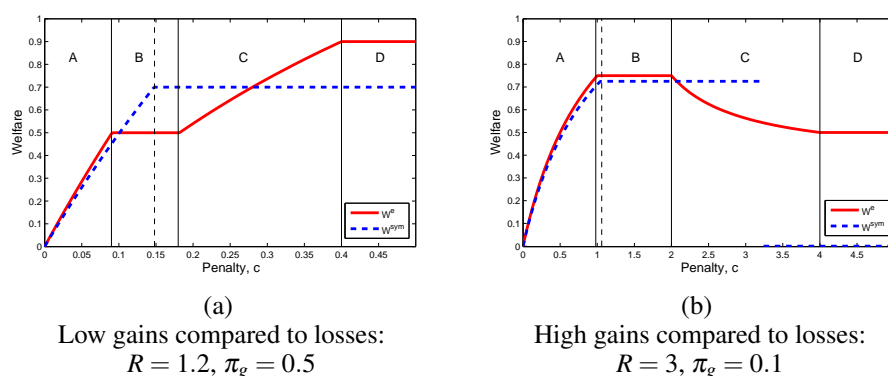 A B C D
0.9
0.8
0.7
0.6
0.5
0.4
0.3
0.2
0.1
0
Welfare
0 0.05 0.1 0.15 0.2 0.25 0.3 0.35 0.4 0.45
Penalty, c
W^e
W^sym
(a)
Low gains compared to losses:
R = 1.2, π_g = 0.5
A B C D
1
0.9
0.8
0.7
0.6
0.5
0.4
0.3
0.2
0.1
0
Welfare
0 0.5 1 1.5 2 2.5 3 3.5 4 4.5
Penalty, c
W^e
W^sym
(b)
High gains compared to losses:
R = 3, π_g = 0.1